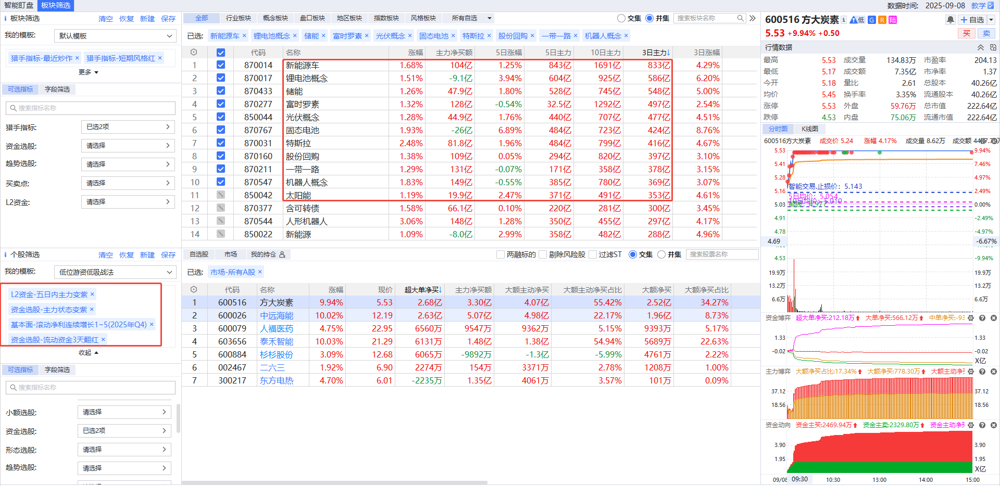 智能盯盘 板块筛选 数据时间: 2025-09-08 教学
板块筛选 清空 恢复 新建 保存
我的模板: 默认模板
猎手指标-最近炒作 × 猎手指标-短期风格红 ×
更多
可选指标 字段筛选
搜索指标名称
猎手指标: 已选2项
资金选股: 请选择
趋势选股: 请选择
买卖点: 请选择
L2资金: 请选择
全部 行业板块 概念板块 盘口板块 地区板块 指数板块 风格板块 所有自选 交集 并集 搜索板块名称
已选: 新能源车 × 锂电池概念 × 储能 × 富时罗素 × 光伏概念 × 固态电池 × 特斯拉 × 股份回购 × 一带一路 × 机器人概念 ×
代码 名称 涨幅 主力净买额 5日涨幅 5日主力 10日主力 3日主力↓ 3日涨幅
1 870014 新能源车 1.68% 104亿 1.25% 843亿 1691亿 833亿 4.29%
2 870017 锂电池概念 1.51% -9.1亿 3.94% 604亿 925亿 586亿 6.20%
3 870433 储能 1.26% 47.9亿 1.80% 528亿 745亿 548亿 5.00%
4 870277 富时罗素 1.32% 128亿 -0.54% 32.5亿 1292亿 497亿 2.54%
5 850044 光伏概念 1.28% 44.9亿 1.76% 440亿 707亿 477亿 4.51%
6 870767 固态电池 1.93% -26亿 6.89% 484亿 723亿 424亿 8.76%
7 870031 特斯拉 2.48% 81.8亿 1.96% 484亿 799亿 416亿 4.67%
8 870160 股份回购 1.38% 109亿 0.05% 294亿 820亿 397亿 3.10%
9 870211 一带一路 1.29% 131亿 -0.07% 171亿 358亿 378亿 3.15%
10 870547 机器人概念 1.83% 149亿 -0.55% 385亿 780亿 369亿 3.07%
11 850042 太阳能 1.19% 19.9亿 2.47% 371亿 491亿 353亿 4.61%
12 870377 含可转债 1.58% 66.1亿 0.10% 220亿 281亿 300亿 3.45%
13 870544 人形机器人 3.06% 148亿 1.28% 350亿 455亿 297亿 4.17%
14 850022 新能源 1.09% -8.0亿 2.99% 358亿 482亿 288亿 4.96%
个股筛选 清空 恢复 新建 保存
我的模板: 低位游资低吸战法
L2资金-五日内主力变紫 ×
资金选股-主力状态变紫 ×
基本面-滚动净利连续增长1~5(2025年Q4) ×
资金选股-流动资金3天翻红 ×
收起
可选指标 字段筛选
搜索指标名称
小额选股: 请选择
资金选股: 已选2项
形态选股: 请选择
趋势选股: 请选择
自选股 市场 我的持仓 两融标的 剔除风险股 过滤ST 交集 并集 搜索股票名称
已选: 市场-所有A股 ×
代码 名称 涨幅 现价 超大单净买↓ 主力净买额 大额主动净买 大额主动净买占比 大额净买 大额净买占比
1 600516 方大炭素 9.94% 5.53 2.68亿 3.30亿 4.07亿 55.42% 2.52亿 34.27%
2 600026 中远海能 10.02% 12.19 2.63亿 5.07亿 4.98亿 22.17% 1.96亿 8.73%
3 600079 人福医药 4.75% 22.95 6560万 9547万 9362万 5.15% 9393万 5.17%
4 603656 泰禾智能 10.03% 21.29 6131万 1.48亿 1.38亿 54.94% 5689万 22.63%
5 600884 杉杉股份 3.09% 12.68 6065万 -9892万 -1.3亿 -5.99% 4761万 2.22%
6 002467 二六三 1.92% 6.90 2274万 154万 3371万 2.78% 1208万 1.00%
7 300217 东方电热 4.70% 6.01 -2235万 1.35亿 4061万 3.57% 101万 0.09%
600516 方大炭素 i 低 G R 陆 自选
5.53 +9.94% +0.50 买 卖
行情数据
最高 5.53 成交量 134.83万 市盈率 204.13
最低 5.17 成交额 7.35亿 市净率 1.37
今开 5.18 量比 2.61 总股本 40.26亿
均价 5.45 换手率 3.35% 流通股本 40.26亿
涨停 5.53 外盘 59.76万 总市值 222.64亿
跌停 4.53 内盘 75.06万 流通市值 222.64亿
分时图 K线图
600516方大炭素 成交价 5.24 涨幅 4.17% 成交量 8.62万 成交额
5.53 9.94%
5.41 7.46%
5.28 4.97%
智能交易.止损价: 5.143
5.16 2.49%
5日均价: 5.054
10日均价: 5.010
5.03 0.00%
4.91 -2.49%
4.78 -4.97%
4.69 -6.67%
4.53 -9.94%
19.9万 19.9万
13.2万 13.2万
6.6万 6.6万
资金博弈 超大单净买:212.18万 大单净买:566.12万 中单净买:-93
1.33 1.33
-0.02 -0.02
X亿
主力博弈 大额净买占比:17.34% 大额净买:778.30万 大额主动净买
37.12 37.12
18.56 18.56
资金动向 资金主买:2469.94万 资金主卖:2329.80万 资金主动净买
3.90 3.90
1.95 1.95
X亿
09/08 09:30 10:30 13:00 14:00 15:00